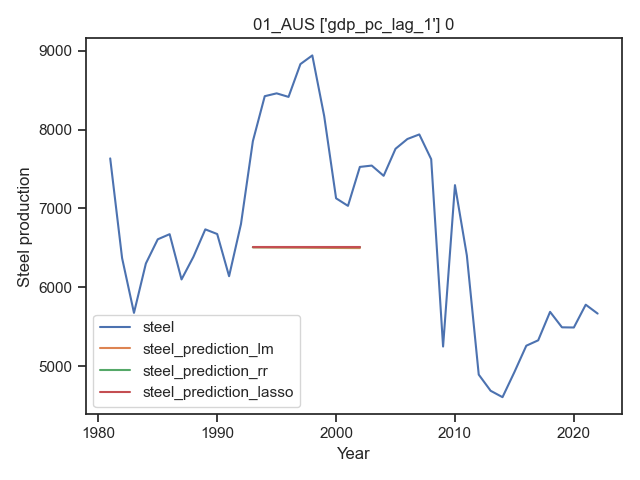 01_AUS ['gdp_pc_lag_1'] 0
9000
8000
7000
6000
5000
Steel production
steel
steel_prediction_lm
steel_prediction_rr
steel_prediction_lasso
1980 1990 2000 2010 2020
Year